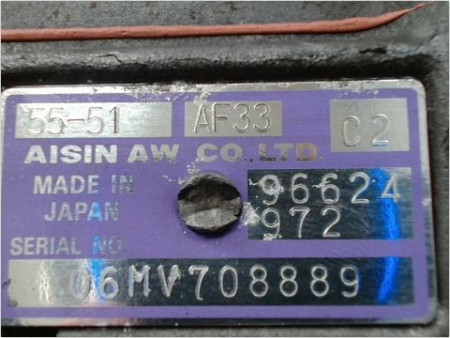 55-51 AF33 C2
AISIN AW CO.,LTD.
MADE IN 96624
JAPAN 972
SERIAL NO.
06MV708889